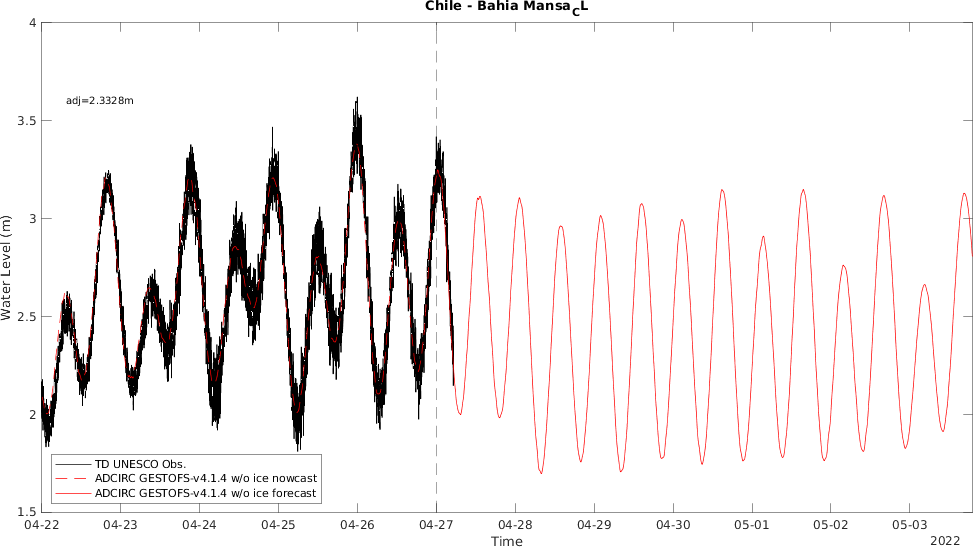 Chile - Bahia Mansa_CL
4
adj=2.3328m
3.5
3
Water Level (m)
2.5
2
TD UNESCO Obs.
ADCIRC GESTOFS-v4.1.4 w/o ice nowcast
ADCIRC GESTOFS-v4.1.4 w/o ice forecast
1.5
04-22 04-23 04-24 04-25 04-26 04-27 04-28 04-29 04-30 05-01 05-02 05-03
Time
2022